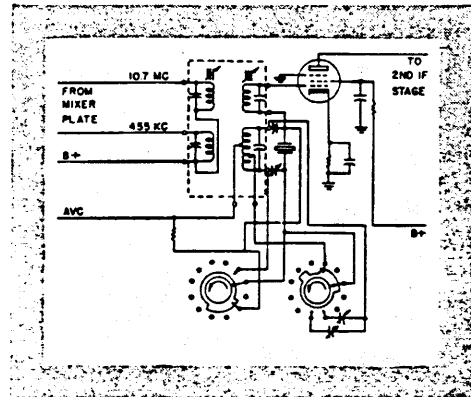 10.7 MC
FROM
MIXER
PLATE
455 KC
B+
AVC
TO
2ND IF
STAGE
B+